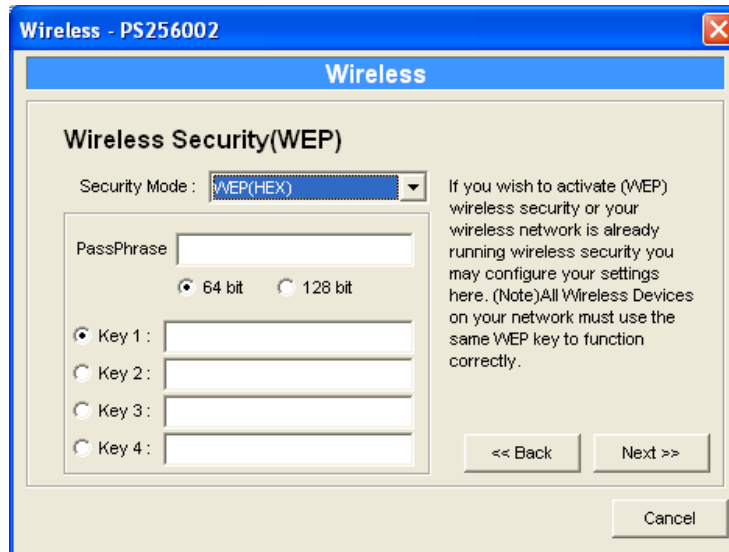 Wireless - PS256002
Wireless
Wireless Security(WEP)
Security Mode : WEP(HEX)
PassPhrase
64 bit 128 bit
Key 1 :
Key 2 :
Key 3 :
Key 4 :
If you wish to activate (WEP)
wireless security or your
wireless network is already
running wireless security you
may configure your settings
here. (Note)All Wireless Devices
on your network must use the
same WEP key to function
correctly.
<< Back Next >>
Cancel